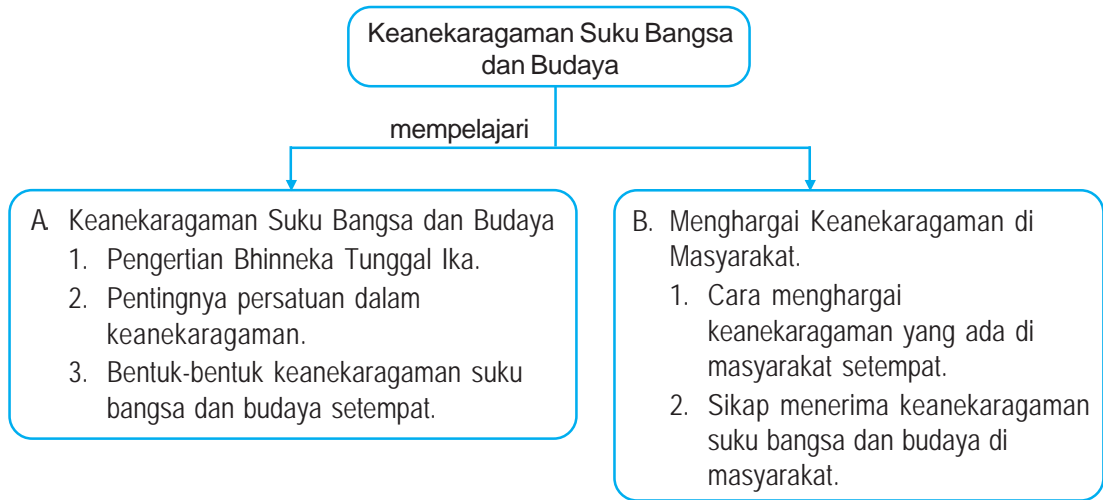 Keanekaragaman Suku Bangsa
dan Budaya
mempelajari
A. Keanekaragaman Suku Bangsa dan Budaya
1. Pengertian Bhinneka Tunggal Ika.
2. Pentingnya persatuan dalam
keanekaragaman.
3. Bentuk-bentuk keanekaragaman suku
bangsa dan budaya setempat.
B. Menghargai Keanekaragaman di
Masyarakat.
1. Cara menghargai
keanekaragaman yang ada di
masyarakat setempat.
2. Sikap menerima keanekaragaman
suku bangsa dan budaya di
masyarakat.